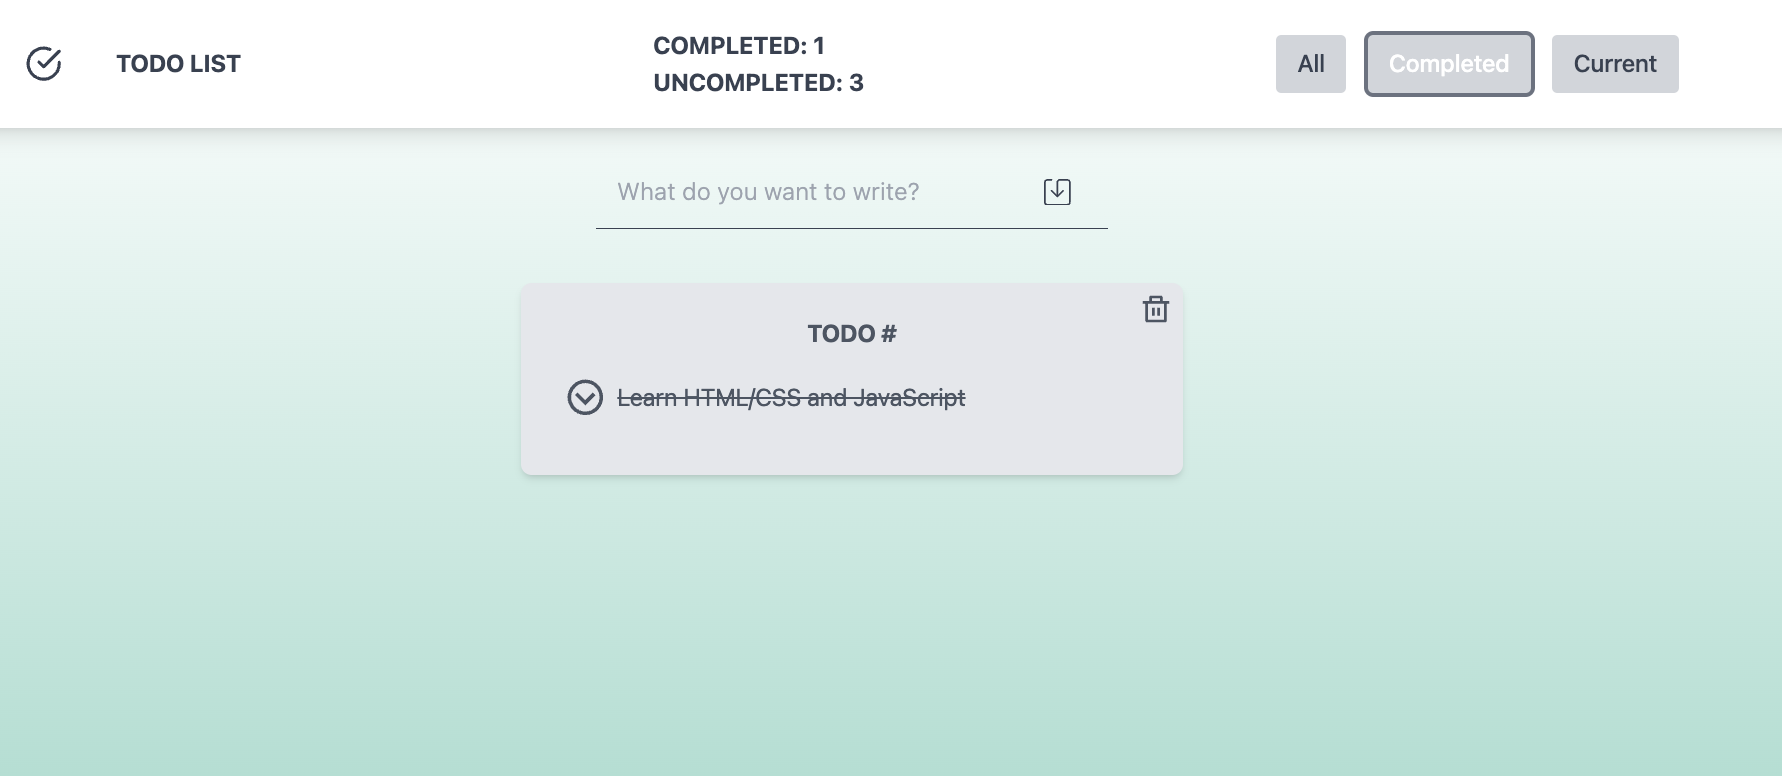 TODO LIST
COMPLETED: 1
UNCOMPLETED: 3
All
Completed
Current
What do you want to write?
TODO #
Learn HTML/CSS and JavaScript